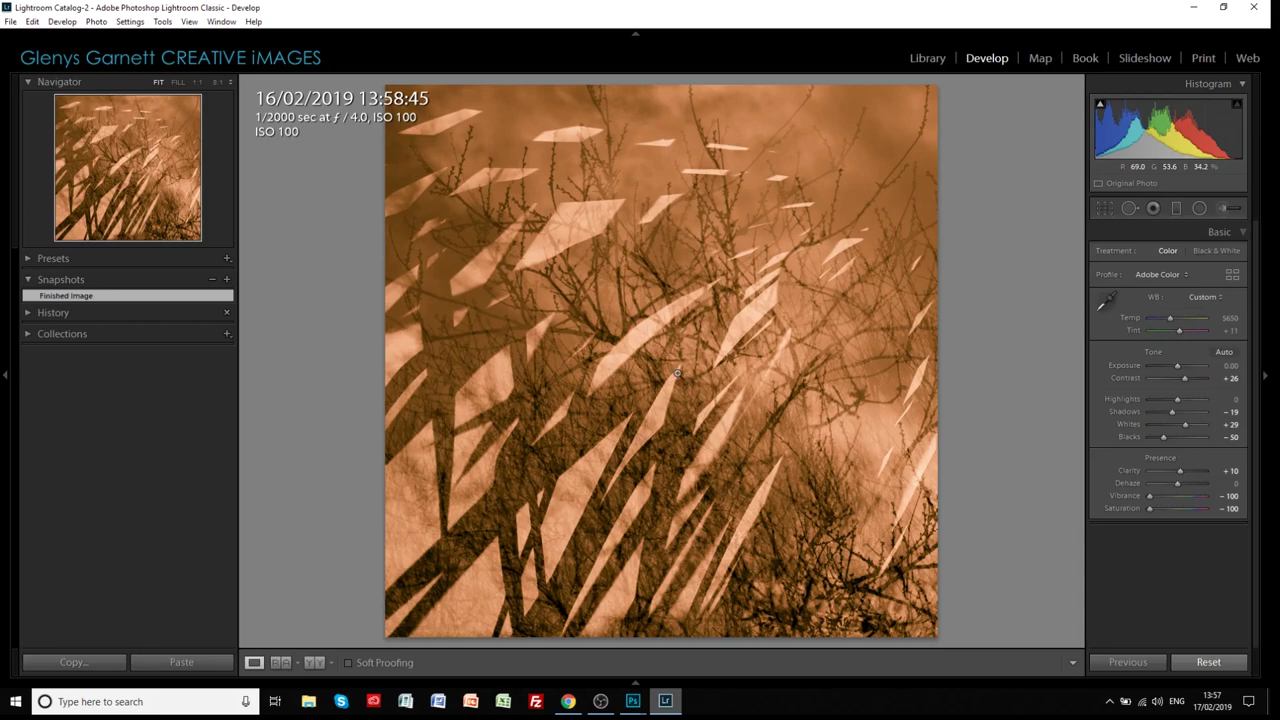 Lightroom Catalog-2 - Adobe Photoshop Lightroom Classic - Develop
File Edit Develop Photo Settings Tools View Window Help
Glenys Garnett CREATIVE iMAGES
Library Develop Map Book Slideshow Print Web
Navigator FIT FILL 1:1 8:1
Histogram
16/02/2019 13:58:45
1/2000 sec at ƒ / 4.0, ISO 100
ISO 100
R 69.0 G 53.6 B 34.2 %
Original Photo
Basic
Treatment : Color Black & White
Profile : Adobe Color
WB : Custom
Temp 5650
Tint + 11
Tone Auto
Exposure 0.00
Contrast + 26
Highlights 0
Shadows – 19
Whites + 29
Blacks – 50
Presence
Clarity + 10
Dehaze 0
Vibrance – 100
Saturation – 100
Presets
Snapshots
Finished Image
History
Collections
Copy... Paste
Soft Proofing
Previous Reset
Type here to search
Ps Lr
ENG
13:57
17/02/2019